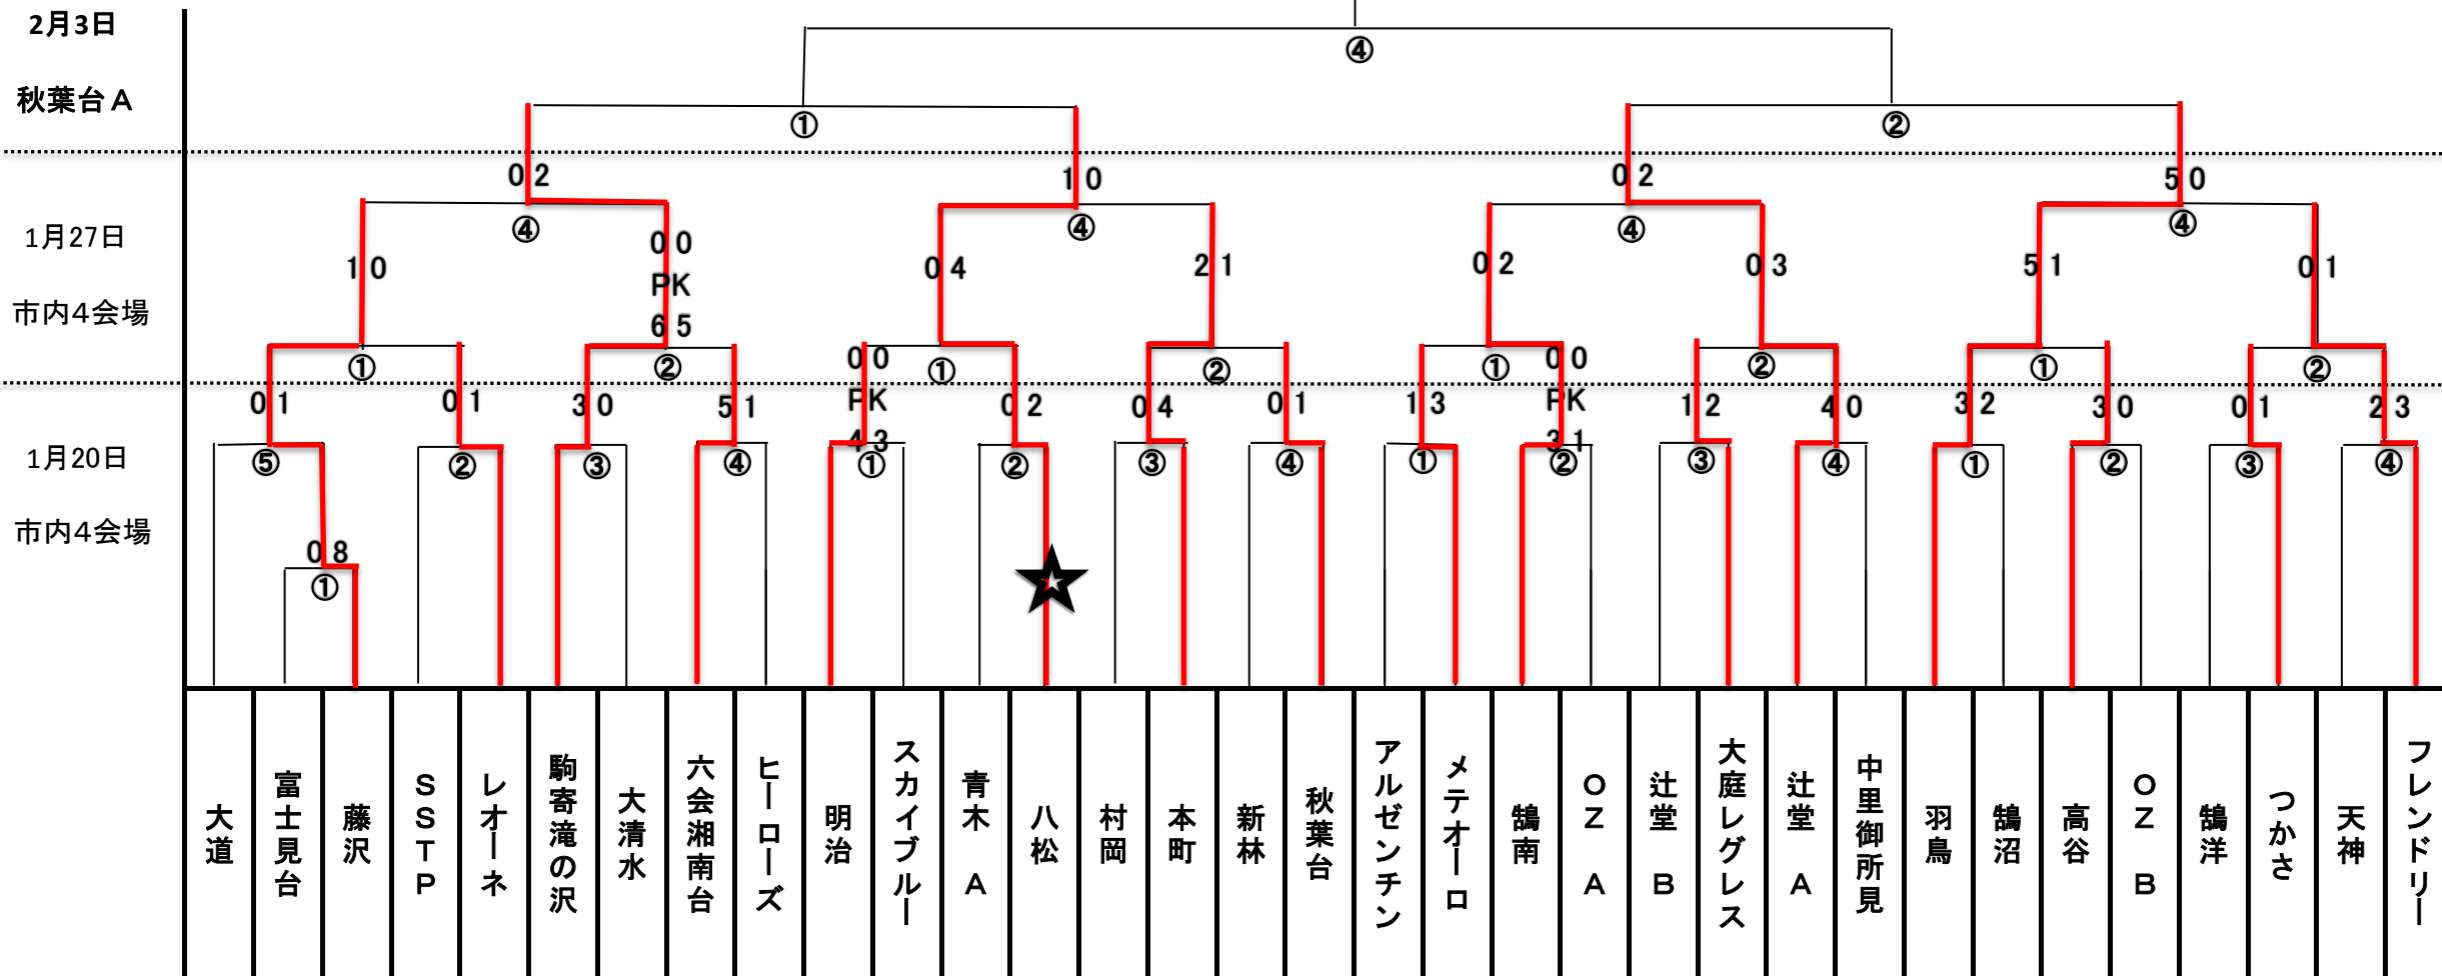 2月3日
④
秋葉台A
①
②
0 2
1 0
0 2
5 0
1月27日
④
④
④
④
1 0
0 0
PK
6 5
0 4
2 1
0 2
0 3
5 1
0 1
市内4会場
①
②
①
②
①
②
①
②
0 1
0 1
3 0
5 1
0 0
PK
4 3
0 2
0 4
0 1
1 3
0 0
PK
3 1
1 2
4 0
3 2
3 0
0 1
2 3
1月20日
⑤
②
③
④
①
②
③
④
①
②
③
④
①
②
③
④
市内4会場
0 8
①
大道
富士見台
藤沢
SSTP
レオーネ
駒寄滝の沢
大清水
六会湘南台
ヒーローズ
明治
スカイブルー
青木 A
八松
村岡
本町
新林
秋葉台
アルゼンチン
メテオーロ
鵠南
OZ A
辻堂 B
大庭レグレス
辻堂 A
中里御所見
羽鳥
鵠沼
高谷
OZ B
鵠洋
つかさ
天神
フレンドリー